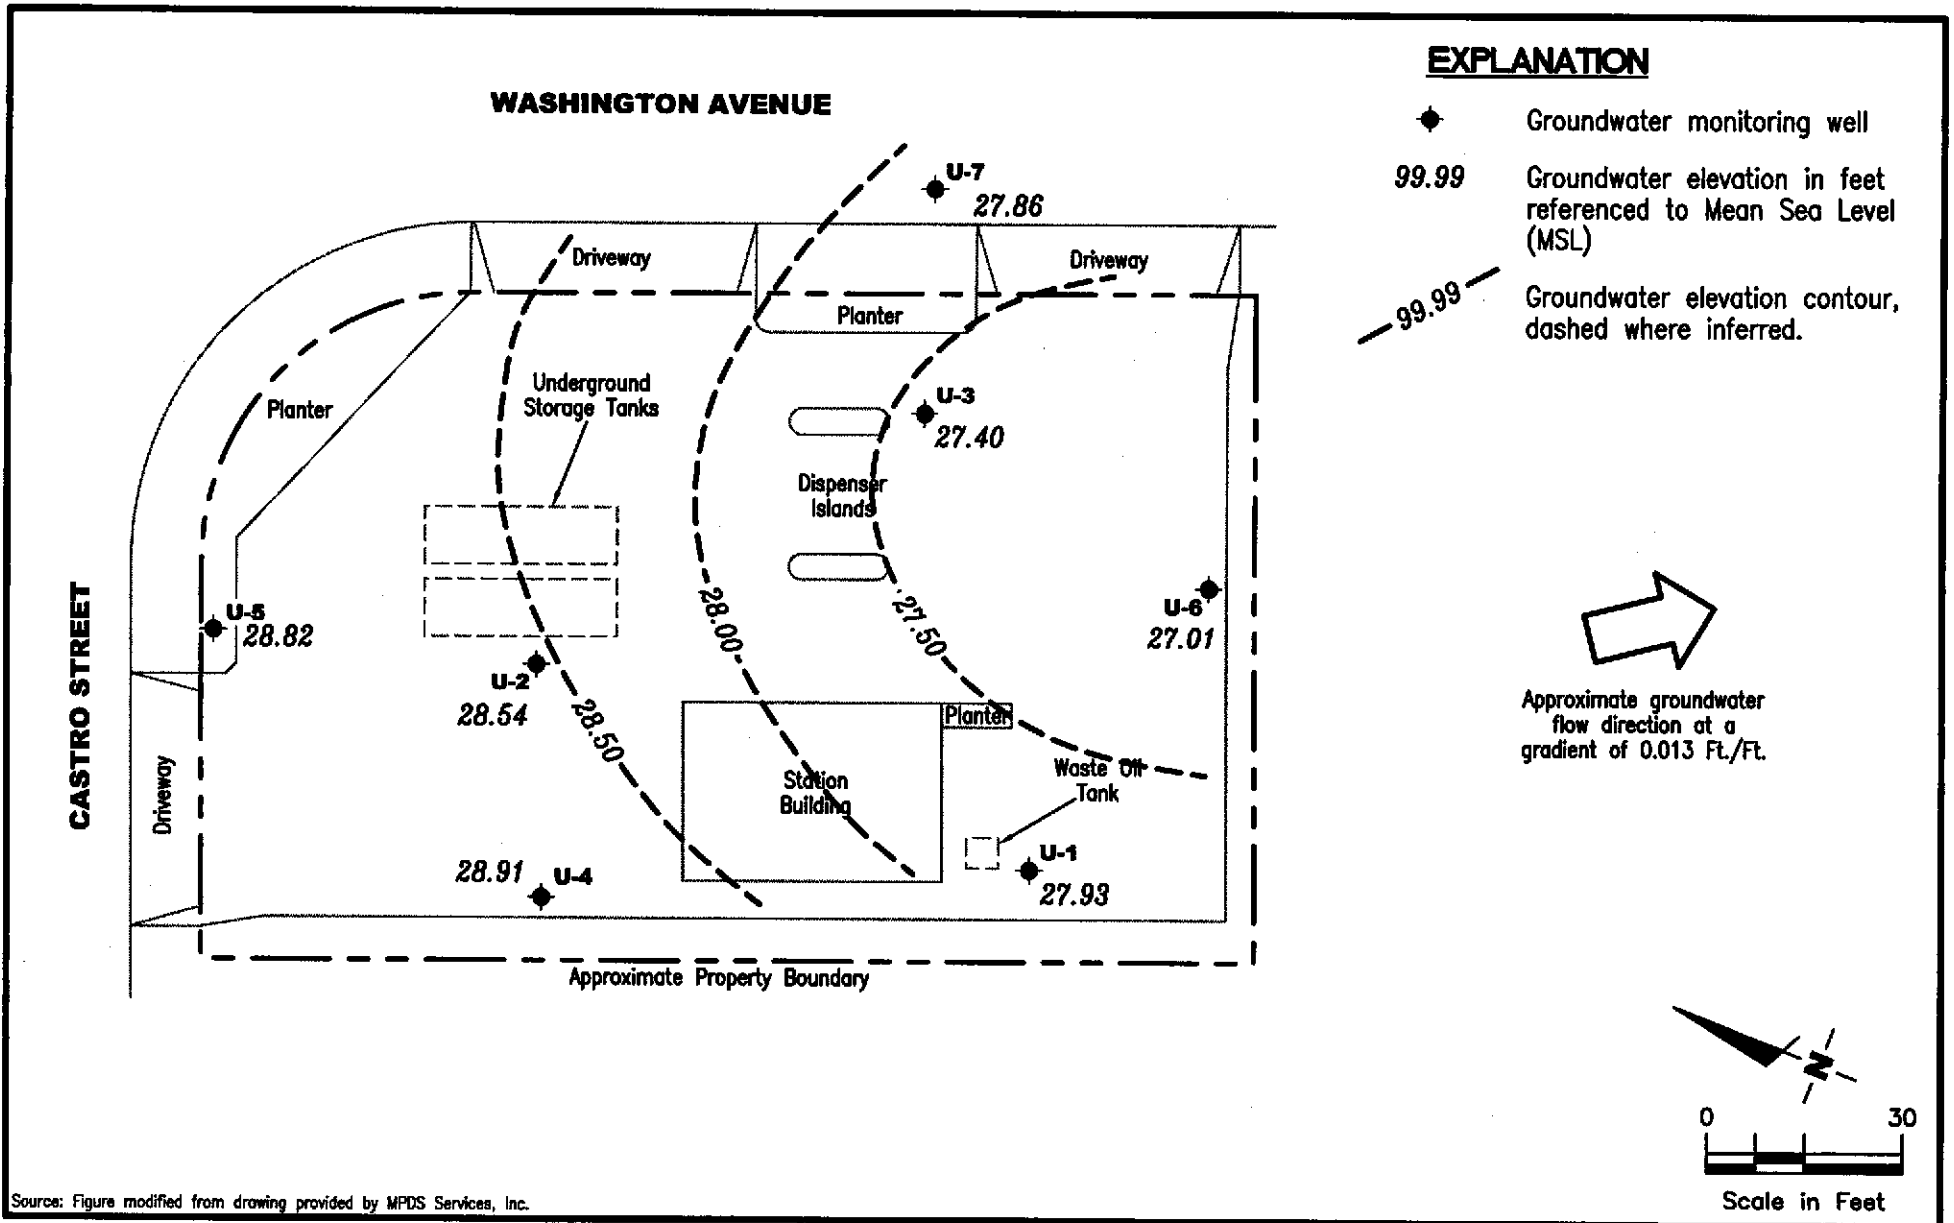 EXPLANATION
WASHINGTON AVENUE
Groundwater monitoring well
99.99
Groundwater elevation in feet
referenced to Mean Sea Level
(MSL)
99.99
Groundwater elevation contour,
dashed where inferred.
U-7
27.86
Driveway
Driveway
Planter
Planter
Underground
Storage Tanks
U-3
27.40
Dispenser
Islands
28.00
27.50
U-6
27.01
U-5
28.82
U-2
28.54
28.50
CASTRO STREET
Driveway
Planter
Station
Building
Waste Oil
Tank
28.91
U-4
U-1
27.93
Approximate Property Boundary
Approximate groundwater
flow direction at a
gradient of 0.013 Ft./Ft.
N
0 30
Scale in Feet
Source: Figure modified from drawing provided by MPDS Services, Inc.